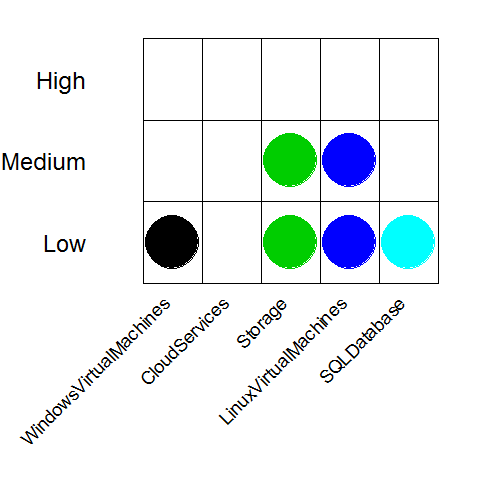 High
Medium
Low
WindowsVirtualMachines
CloudServices
Storage
LinuxVirtualMachines
SQLDatabase